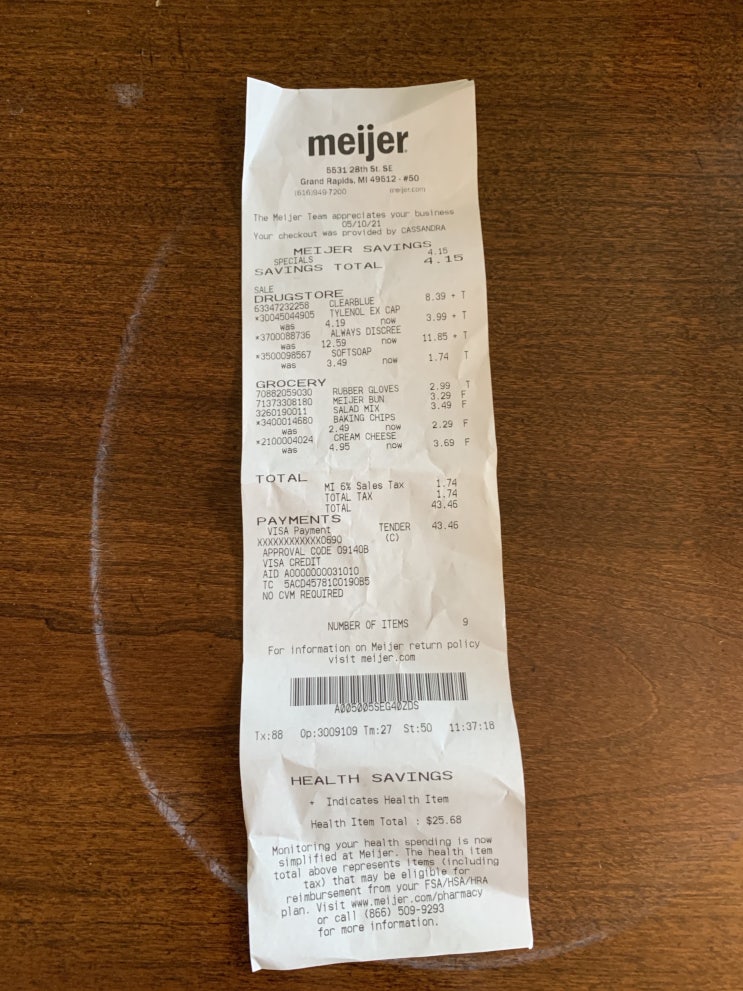 meijer
5531 28th St. SE
Grand Rapids, MI 49512 - #50
(616)949-7200 meijer.com
The Meijer Team appreciates your business
05/10/21
Your checkout was provided by CASSANDRA
MEIJER SAVINGS
SPECIALS 4.15
SAVINGS TOTAL 4.15
SALE
DRUGSTORE
63347232258 CLEARBLUE 8.39 + T
*30045044905 TYLENOL EX CAP
was 4.19 now 3.99 + T
*3700088736 ALWAYS DISCREE
was 12.59 now 11.85 + T
*3500098567 SOFTSOAP
was 3.49 now 1.74 T
GROCERY
70882059030 RUBBER GLOVES 2.99 T
71373308180 MEIJER BUN 3.29 F
3260190011 SALAD MIX 3.49 F
*3400014680 BAKING CHIPS
was 2.49 now 2.29 F
*2100004024 CREAM CHEESE
was 4.95 now 3.69 F
TOTAL
MI 6% Sales Tax 1.74
TOTAL TAX 1.74
TOTAL 43.46
PAYMENTS
VISA Payment TENDER 43.46
XXXXXXXXXXXX0690 (C)
APPROVAL CODE 09140B
VISA CREDIT
AID A0000000031010
TC 5ACD45781C0190B5
NO CVM REQUIRED
NUMBER OF ITEMS 9
For information on Meijer return policy
visit meijer.com
A005005SEG40ZDS
Tx:88 Op:3009109 Tm:27 St:50 11:37:18
HEALTH SAVINGS
+ Indicates Health Item
Health Item Total : $25.68
Monitoring your health spending is now
simplified at Meijer. The health item
total above represents items (including
tax) that may be eligible for
reimbursement from your FSA/HSA/HRA
plan. Visit www.meijer.com/pharmacy
or call (866) 509-9293
for more information.